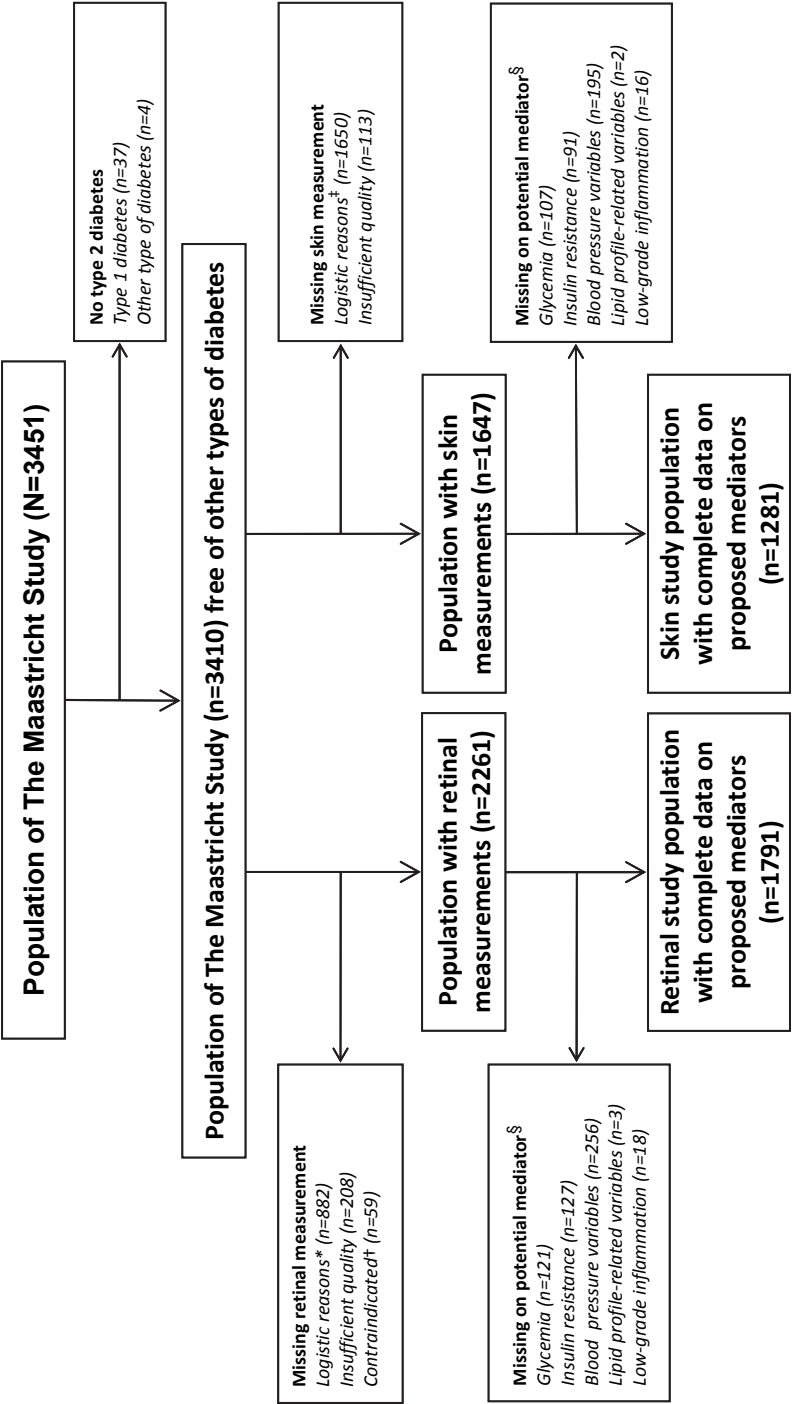 Population of The Maastricht Study (N=3451)
No type 2 diabetes
Type 1 diabetes (n=37)
Other type of diabetes (n=4)
Population of The Maastricht Study (n=3410) free of other types of diabetes
Missing retinal measurement
Logistic reasons* (n=882)
Insufficient quality (n=208)
Contraindicated† (n=59)
Missing skin measurement
Logistic reasons‡ (n=1650)
Insufficient quality (n=113)
Population with retinal
measurements (n=2261)
Population with skin
measurements (n=1647)
Missing on potential mediator§
Glycemia (n=121)
Insulin resistance (n=127)
Blood pressure variables (n=256)
Lipid profile-related variables (n=3)
Low-grade inflammation (n=18)
Missing on potential mediator§
Glycemia (n=107)
Insulin resistance (n=91)
Blood pressure variables (n=195)
Lipid profile-related variables (n=2)
Low-grade inflammation (n=16)
Retinal study population
with complete data on
proposed mediators
(n=1791)
Skin study population
with complete data on
proposed mediators
(n=1281)